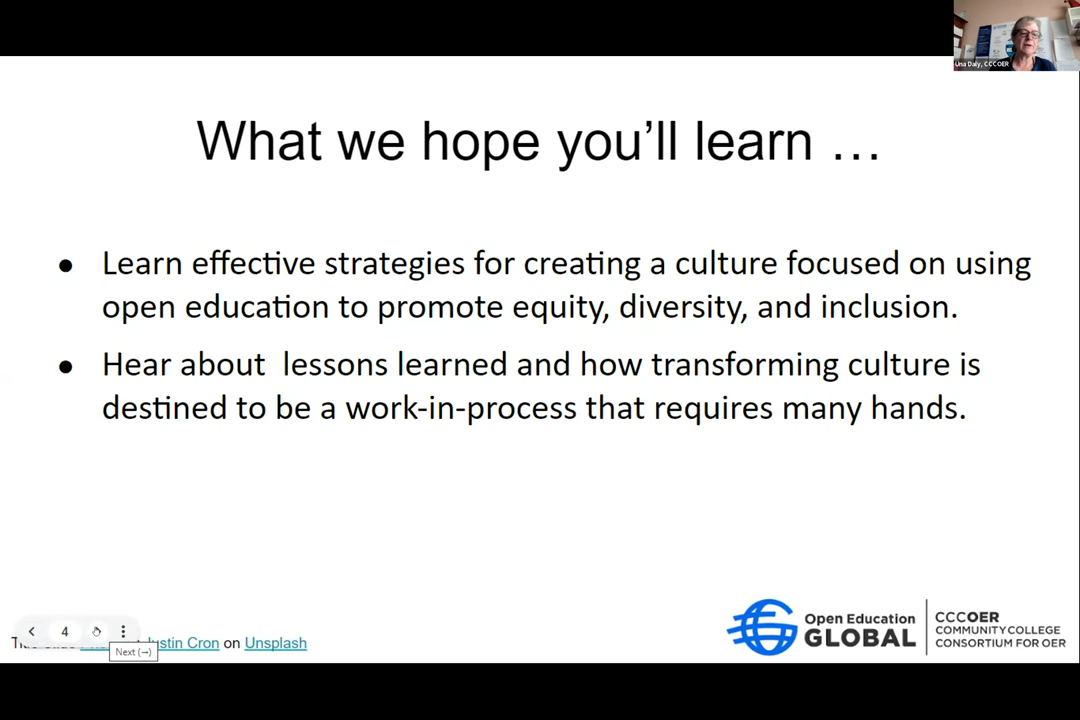 Una Daly, CCCOER
What we hope you'll learn …
● Learn effective strategies for creating a culture focused on using
open education to promote equity, diversity, and inclusion.
● Hear about  lessons learned and how transforming culture is
destined to be a work-in-process that requires many hands.
4
Justin Cron on Unsplash
Next (→)
Open Education
GLOBAL
CCCOER
COMMUNITY COLLEGE
CONSORTIUM FOR OER